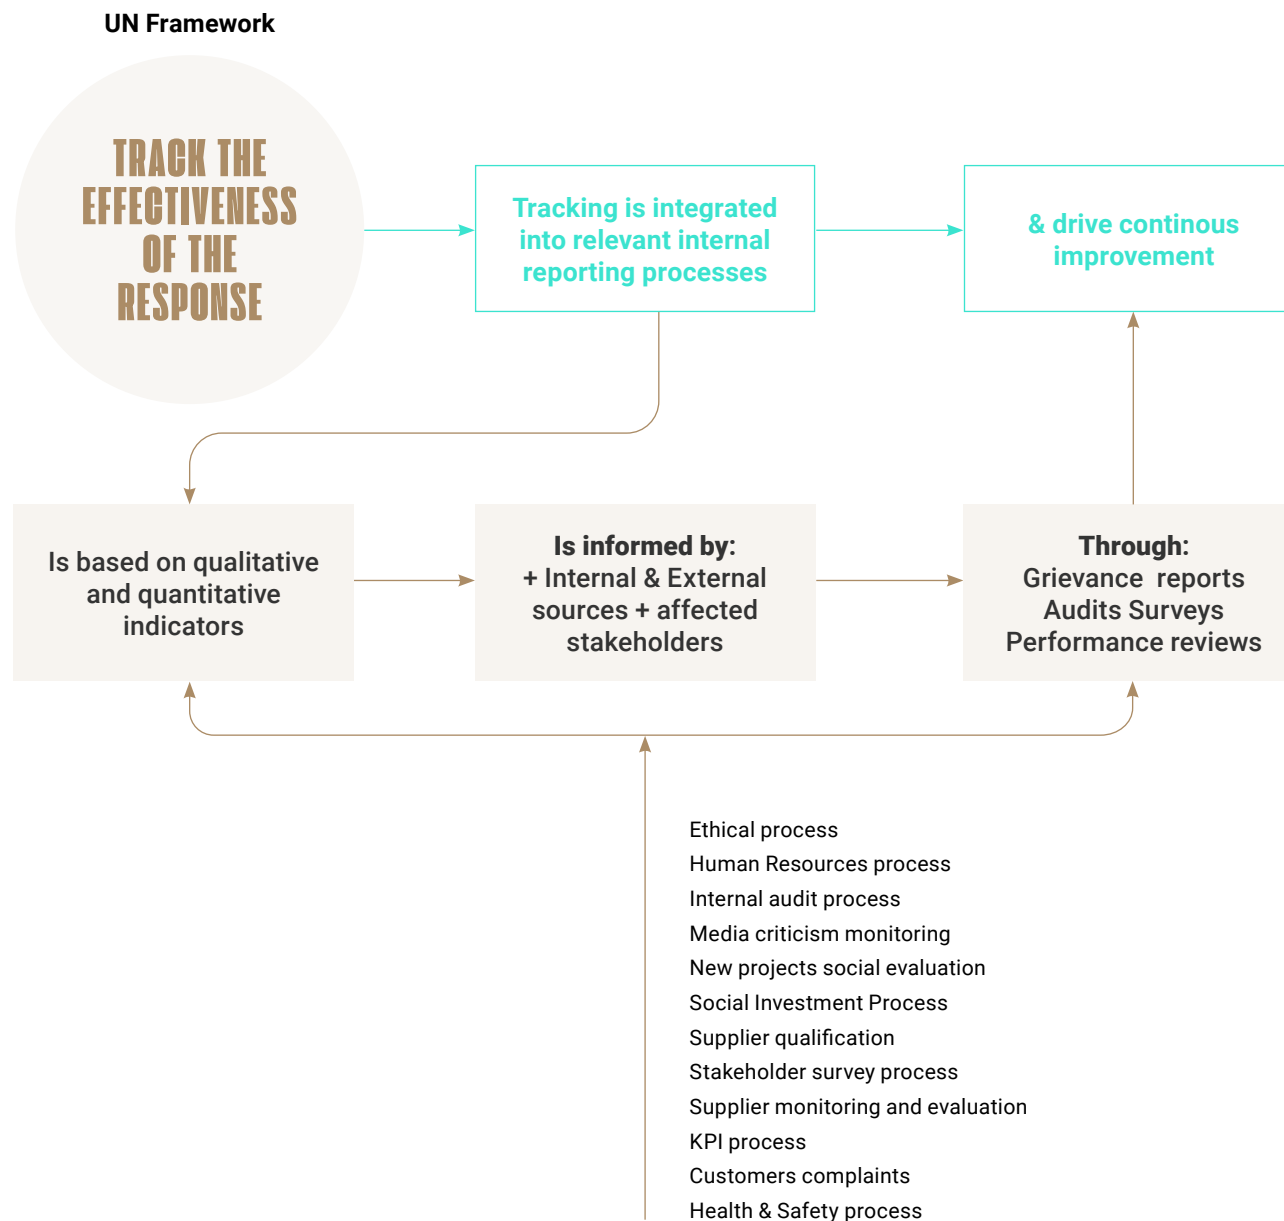 UN Framework
TRACK THE
EFFECTIVENESS
OF THE
RESPONSE
Tracking is integrated
into relevant internal
reporting processes
& drive continous
improvement
Is based on qualitative
and quantitative
indicators
Is informed by:
+ Internal & External
sources + affected
stakeholders
Through:
Grievance reports
Audits Surveys
Performance reviews
Ethical process
Human Resources process
Internal audit process
Media criticism monitoring
New projects social evaluation
Social Investment Process
Supplier qualification
Stakeholder survey process
Supplier monitoring and evaluation
KPI process
Customers complaints
Health & Safety process